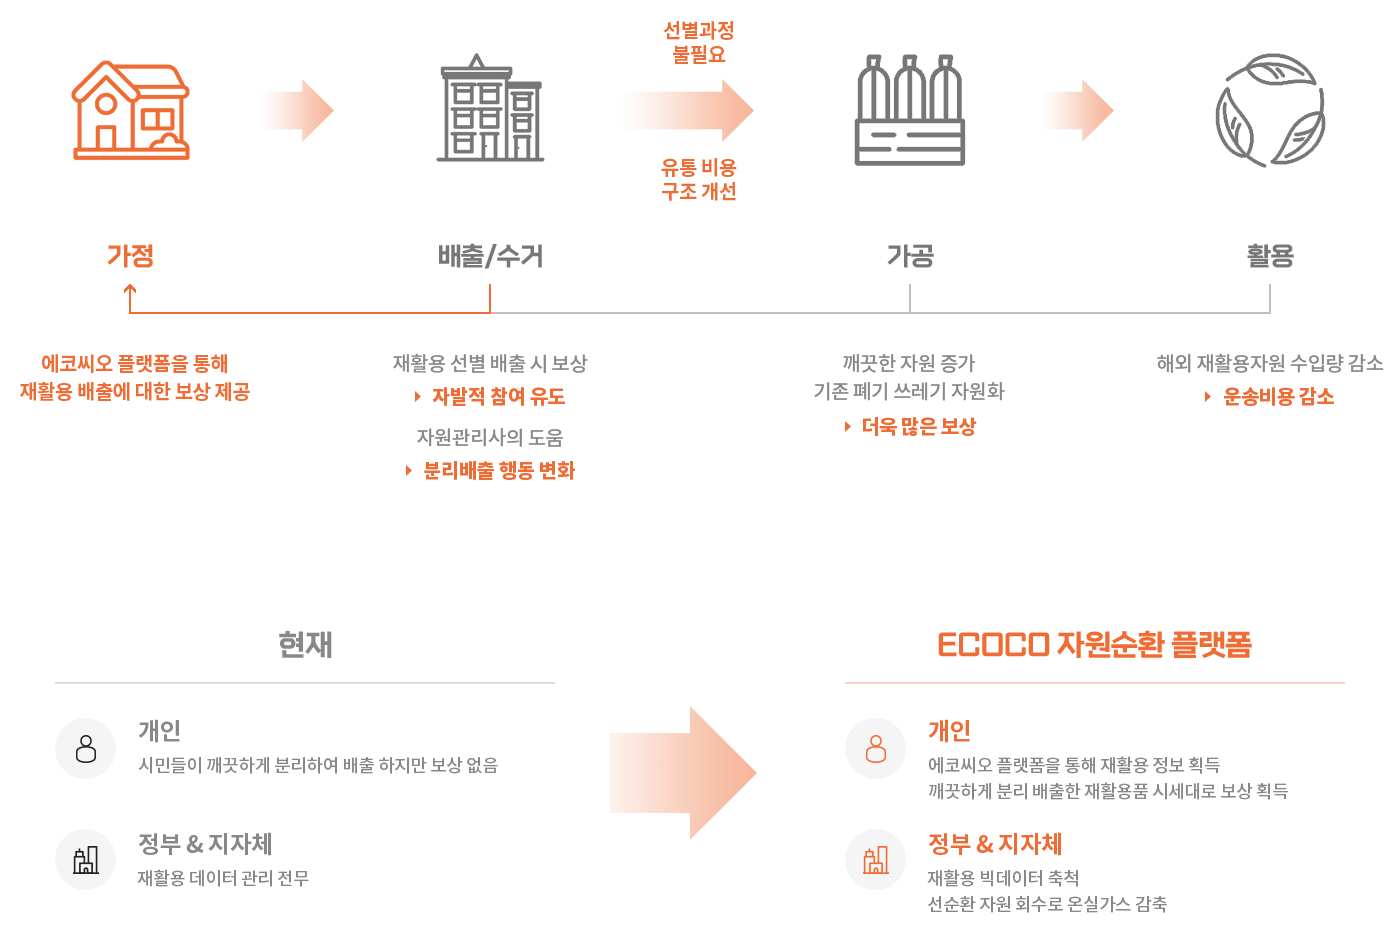 선별과정
불필요
유통 비용
구조 개선
가정
배출/수거
가공
활용
에코씨오 플랫폼을 통해
재활용 배출에 대한 보상 제공
재활용 선별 배출 시 보상
자발적 참여 유도
자원관리사의 도움
분리배출 행동 변화
깨끗한 자원 증가
기존 폐기 쓰레기 자원화
더욱 많은 보상
해외 재활용자원 수입량 감소
운송비용 감소
현재
개인
시민들이 깨끗하게 분리하여 배출 하지만 보상 없음
정부 & 지자체
재활용 데이터 관리 전무
ECOCO 자원순환 플랫폼
개인
에코씨오 플랫폼을 통해 재활용 정보 획득
깨끗하게 분리 배출한 재활용품 시세대로 보상 획득
정부 & 지자체
재활용 빅데이터 축척
선순환 자원 회수로 온실가스 감축